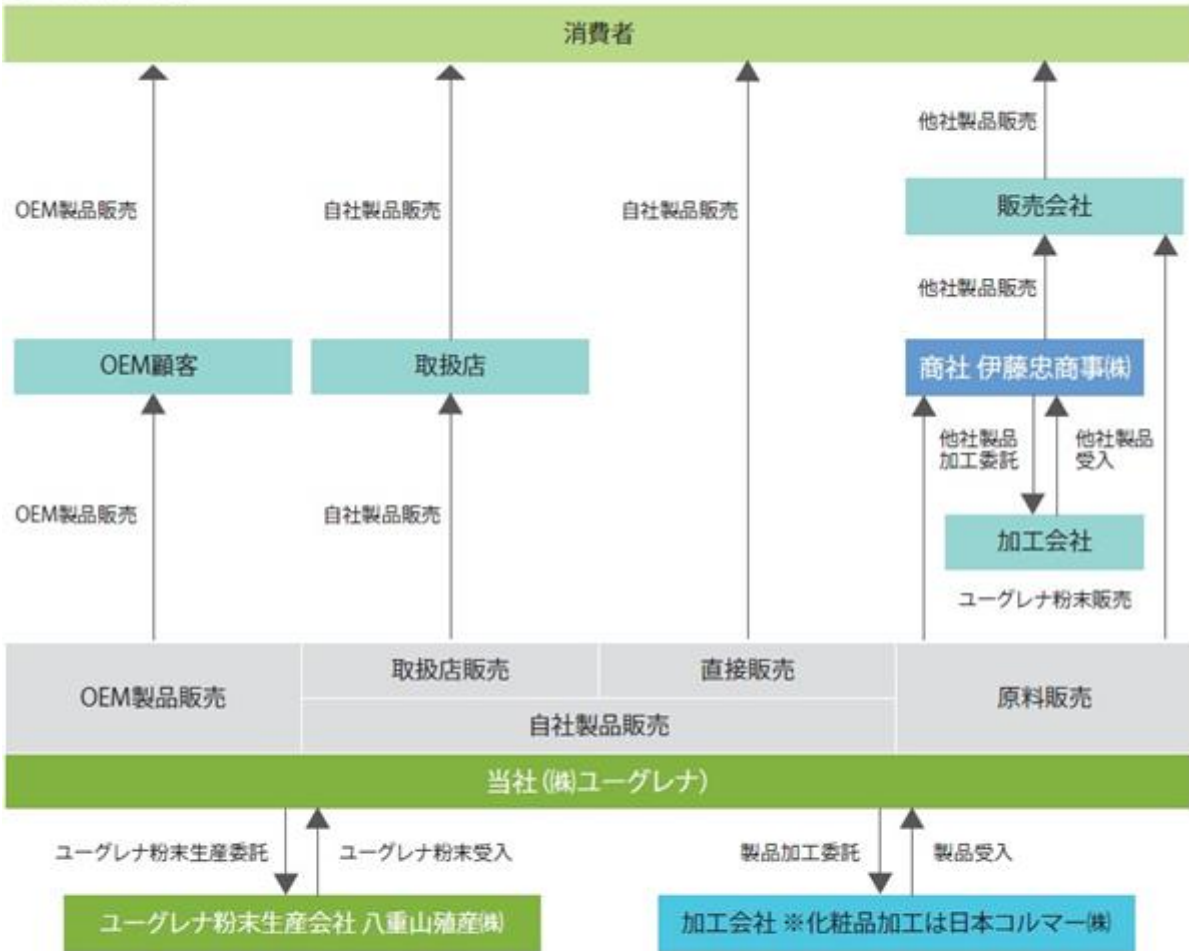 消費者
他社製品販売
販売会社
OEM製品販売
自社製品販売
自社製品販売
他社製品販売
OEM顧客
取扱店
商社 伊藤忠商事㈱
他社製品
加工委託
他社製品
受入
OEM製品販売
自社製品販売
加工会社
ユーグレナ粉末販売
OEM製品販売
取扱店販売
直接販売
原料販売
自社製品販売
当社(㈱ユーグレナ)
ユーグレナ粉末生産委託
ユーグレナ粉末受入
製品加工委託
製品受入
ユーグレナ粉末生産会社 八重山殖産㈱
加工会社 ※化粧品加工は日本コルマー㈱